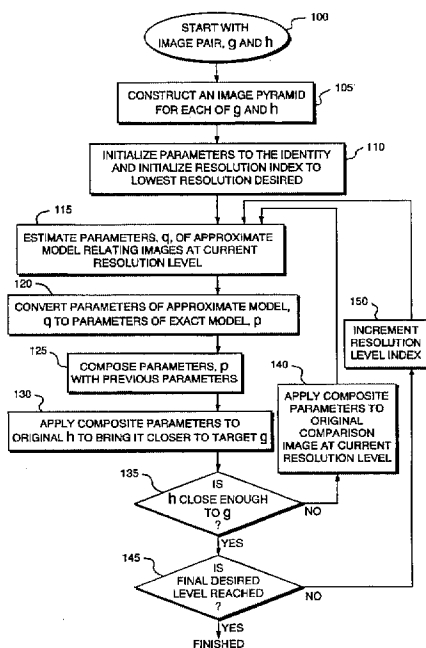 100
START WITH
IMAGE PAIR, g AND h
CONSTRUCT AN IMAGE PYRAMID
FOR EACH OF g AND h
105
110
INITIALIZE PARAMETERS TO THE IDENTITY
AND INITIALIZE RESOLUTION INDEX TO
LOWEST RESOLUTION DESIRED
115
ESTIMATE PARAMETERS, q, OF APPROXIMATE
MODEL RELATING IMAGES AT CURRENT
RESOLUTION LEVEL
120
CONVERT PARAMETERS OF APPROXIMATE MODEL,
q TO PARAMETERS OF EXACT MODEL, p
125
COMPOSE PARAMETERS, p
WITH PREVIOUS PARAMETERS
130
APPLY COMPOSITE PARAMETERS TO
ORIGINAL h TO BRING IT CLOSER TO TARGET g
135
IS
h CLOSE ENOUGH
TO g
?
NO
YES
140
APPLY COMPOSITE
PARAMETERS TO
ORIGINAL
COMPARISON
IMAGE AT CURRENT
RESOLUTION LEVEL
150
INCREMENT
RESOLUTION
LEVEL INDEX
145
IS
FINAL DESIRED
LEVEL REACHED
?
NO
YES
FINISHED